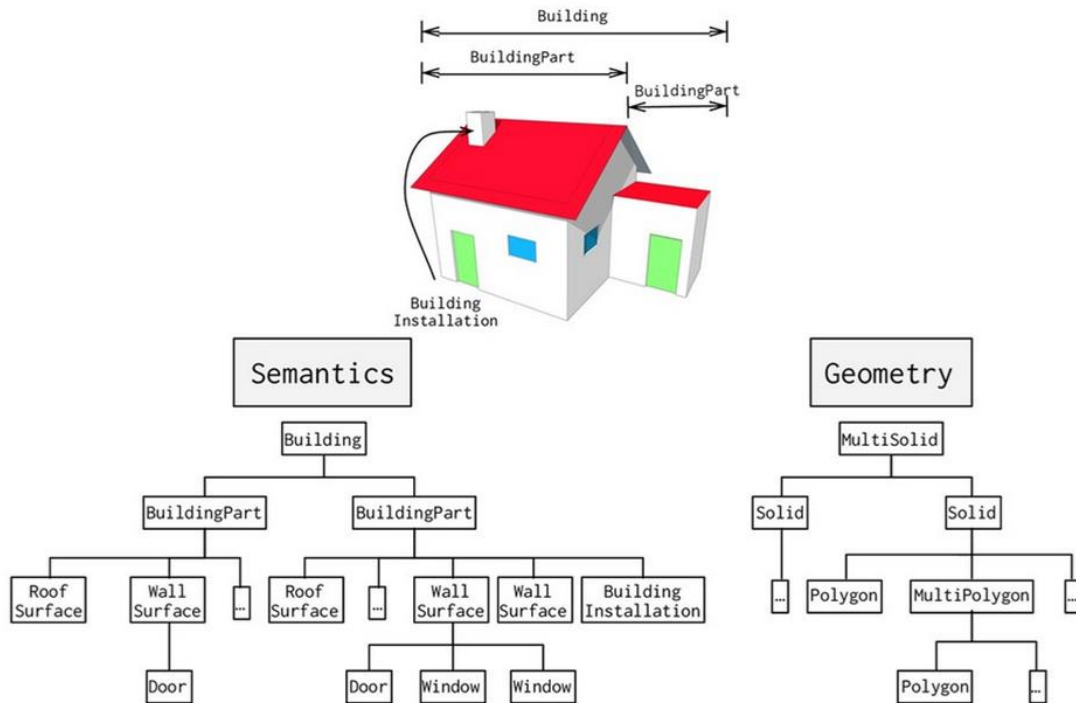 Building
BuildingPart
BuildingPart
Building
Installation
Semantics
Geometry
Building
MultiSolid
BuildingPart
BuildingPart
Solid
Solid
Roof
Surface
Wall
Surface
...
Roof
Surface
...
Wall
Surface
Wall
Surface
Building
Installation
...
Polygon
MultiPolygon
...
Door
Door
Window
Window
Polygon
...